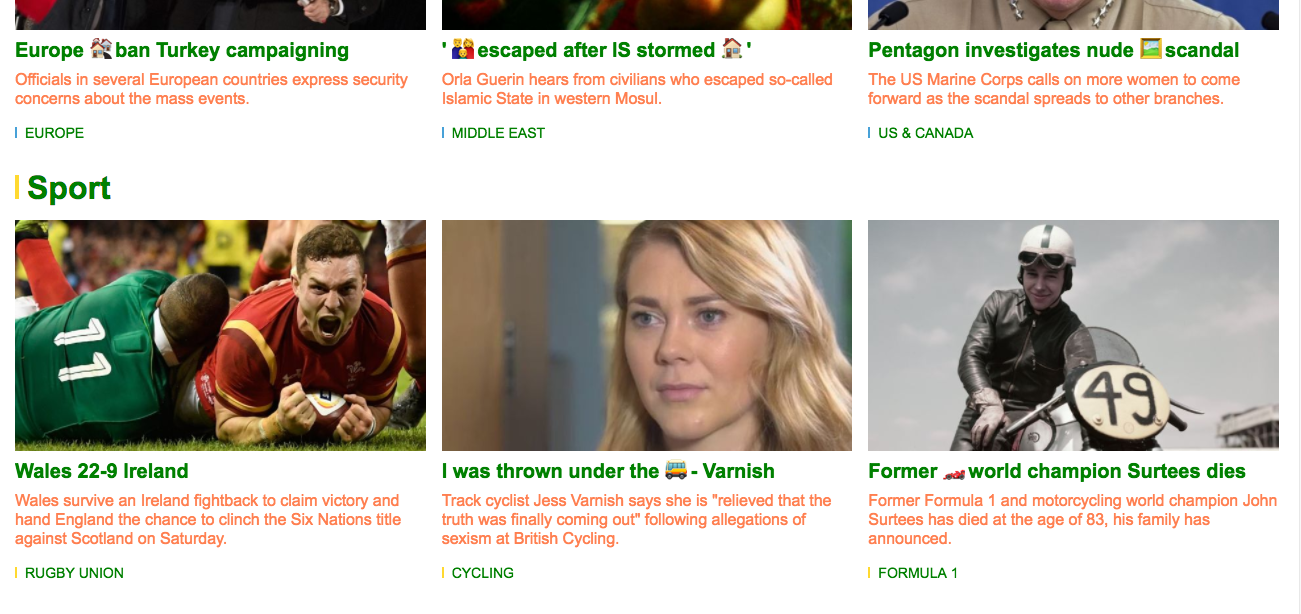 Europe 🏘️ ban Turkey campaigning
Officials in several European countries express security
concerns about the mass events.
EUROPE
' 👪 escaped after IS stormed 🏠 '
Orla Guerin hears from civilians who escaped so-called
Islamic State in western Mosul.
MIDDLE EAST
Pentagon investigates nude 🖼️ scandal
The US Marine Corps calls on more women to come
forward as the scandal spreads to other branches.
US & CANADA
Sport
11
Wales 22-9 Ireland
Wales survive an Ireland fightback to claim victory and
hand England the chance to clinch the Six Nations title
against Scotland on Saturday.
RUGBY UNION
I was thrown under the 🚌 - Varnish
Track cyclist Jess Varnish says she is "relieved that the
truth was finally coming out" following allegations of
sexism at British Cycling.
CYCLING
49
Former 🏎️ world champion Surtees dies
Former Formula 1 and motorcycling world champion John
Surtees has died at the age of 83, his family has
announced.
FORMULA 1